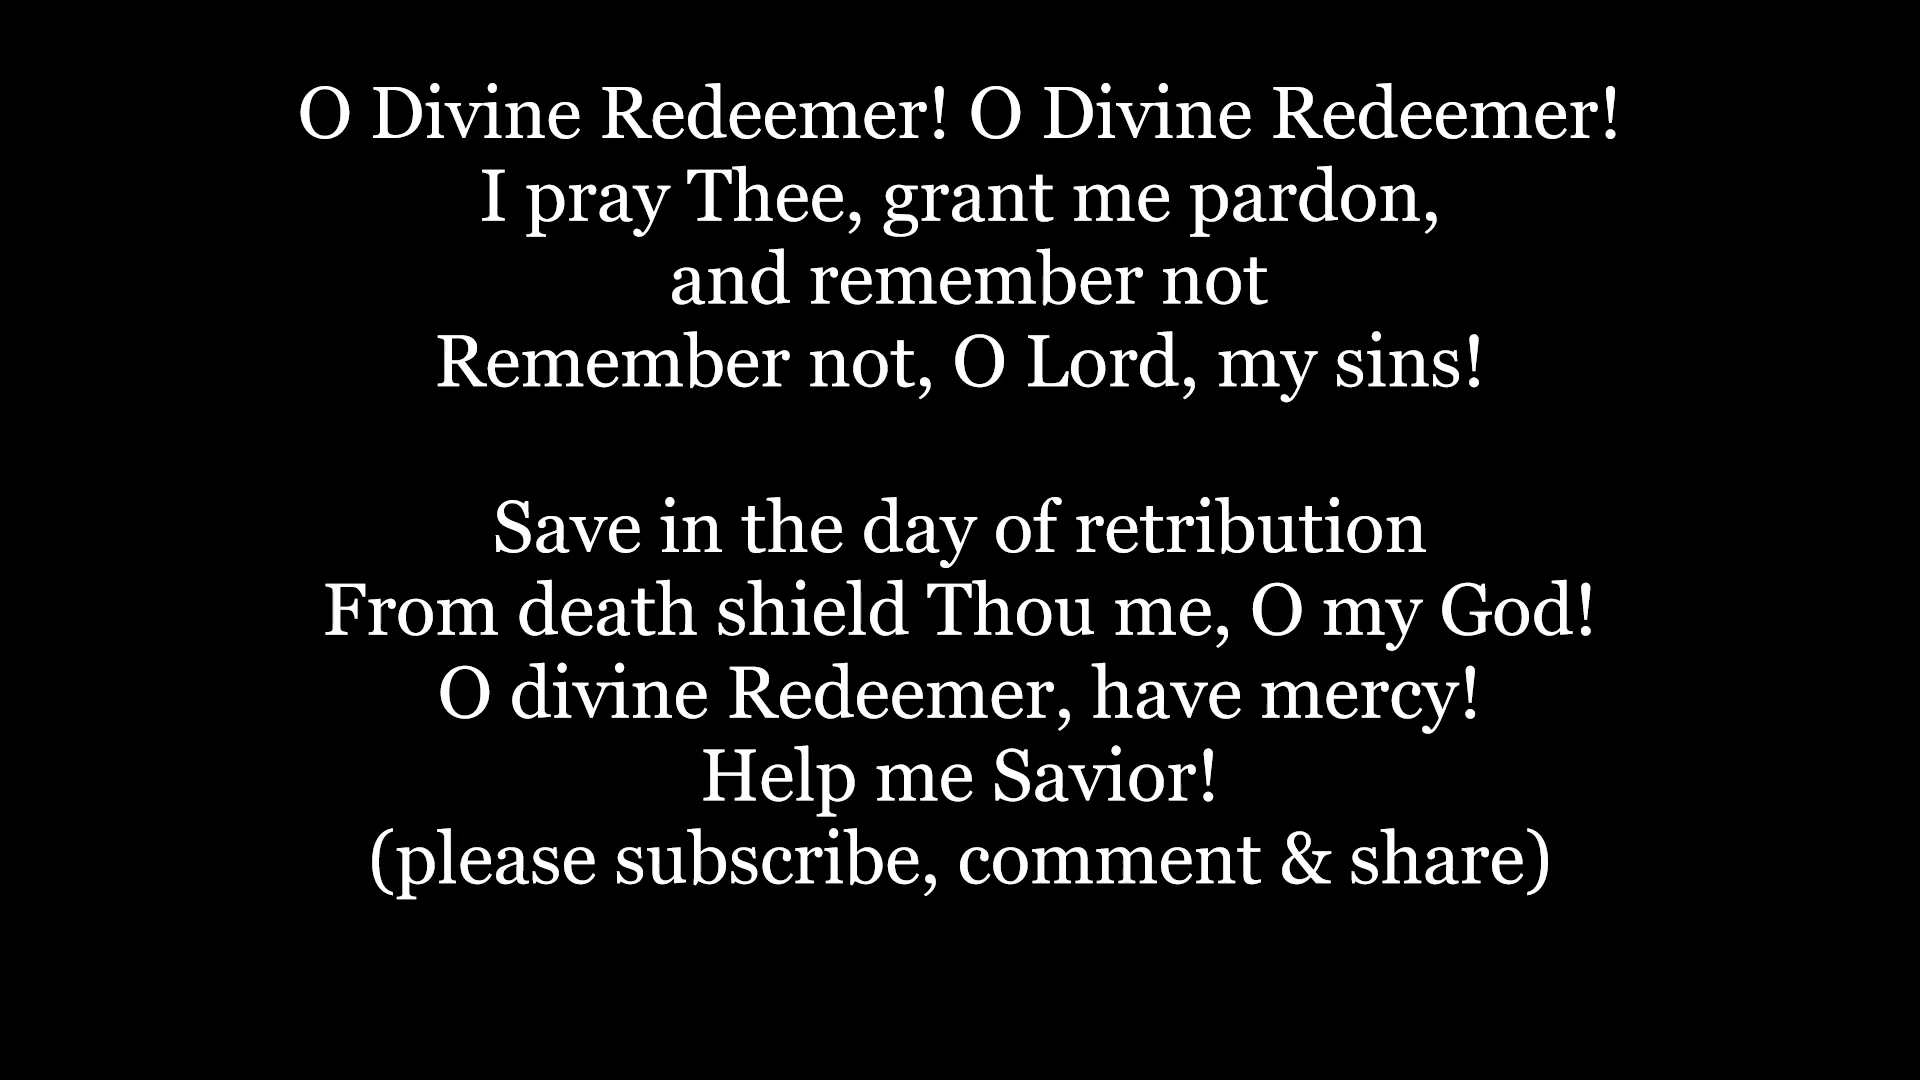 O Divine Redeemer! O Divine Redeemer!
I pray Thee, grant me pardon,
and remember not
Remember not, O Lord, my sins!
Save in the day of retribution
From death shield Thou me, O my God!
O divine Redeemer, have mercy!
Help me Savior!
(please subscribe, comment & share)